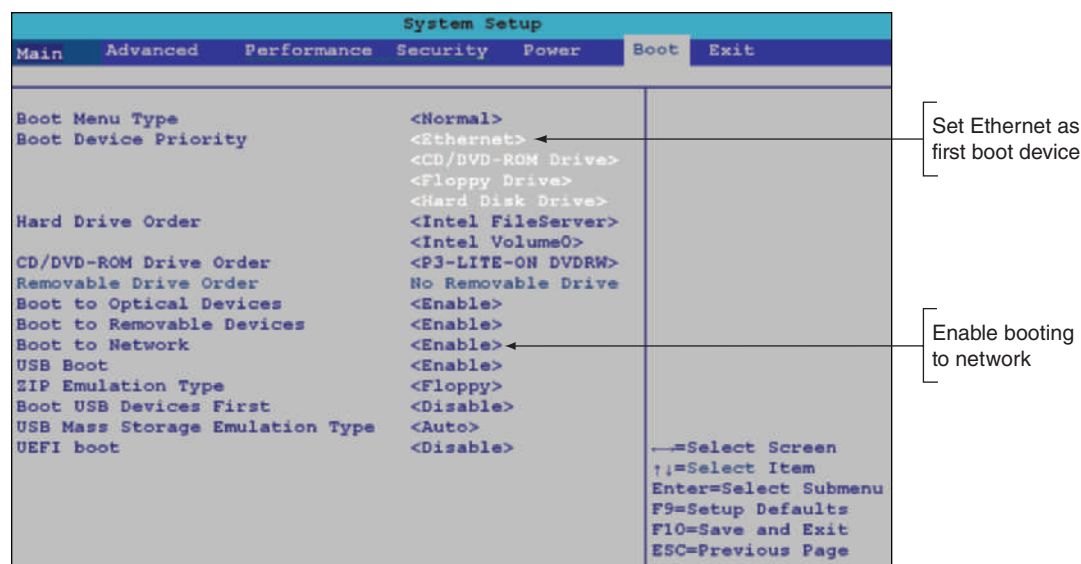 System Setup
Main Advanced Performance Security Power Boot Exit
Boot Menu Type <Normal>
Boot Device Priority <Ethernet>
<CD/DVD-ROM Drive>
<Floppy Drive>
<Hard Disk Drive>
Hard Drive Order <Intel FileServer>
<Intel Volume0>
CD/DVD-ROM Drive Order <P3-LITE-ON DVDRW>
Removable Drive Order No Removable Drive
Boot to Optical Devices <Enable>
Boot to Removable Devices <Enable>
Boot to Network <Enable>
USB Boot <Enable>
ZIP Emulation Type <Floppy>
Boot USB Devices First <Disable>
USB Mass Storage Emulation Type <Auto>
UEFI boot <Disable>
←→=Select Screen
↑↓=Select Item
Enter=Select Submenu
F9=Setup Defaults
F10=Save and Exit
ESC=Previous Page
Set Ethernet as
first boot device
Enable booting
to network